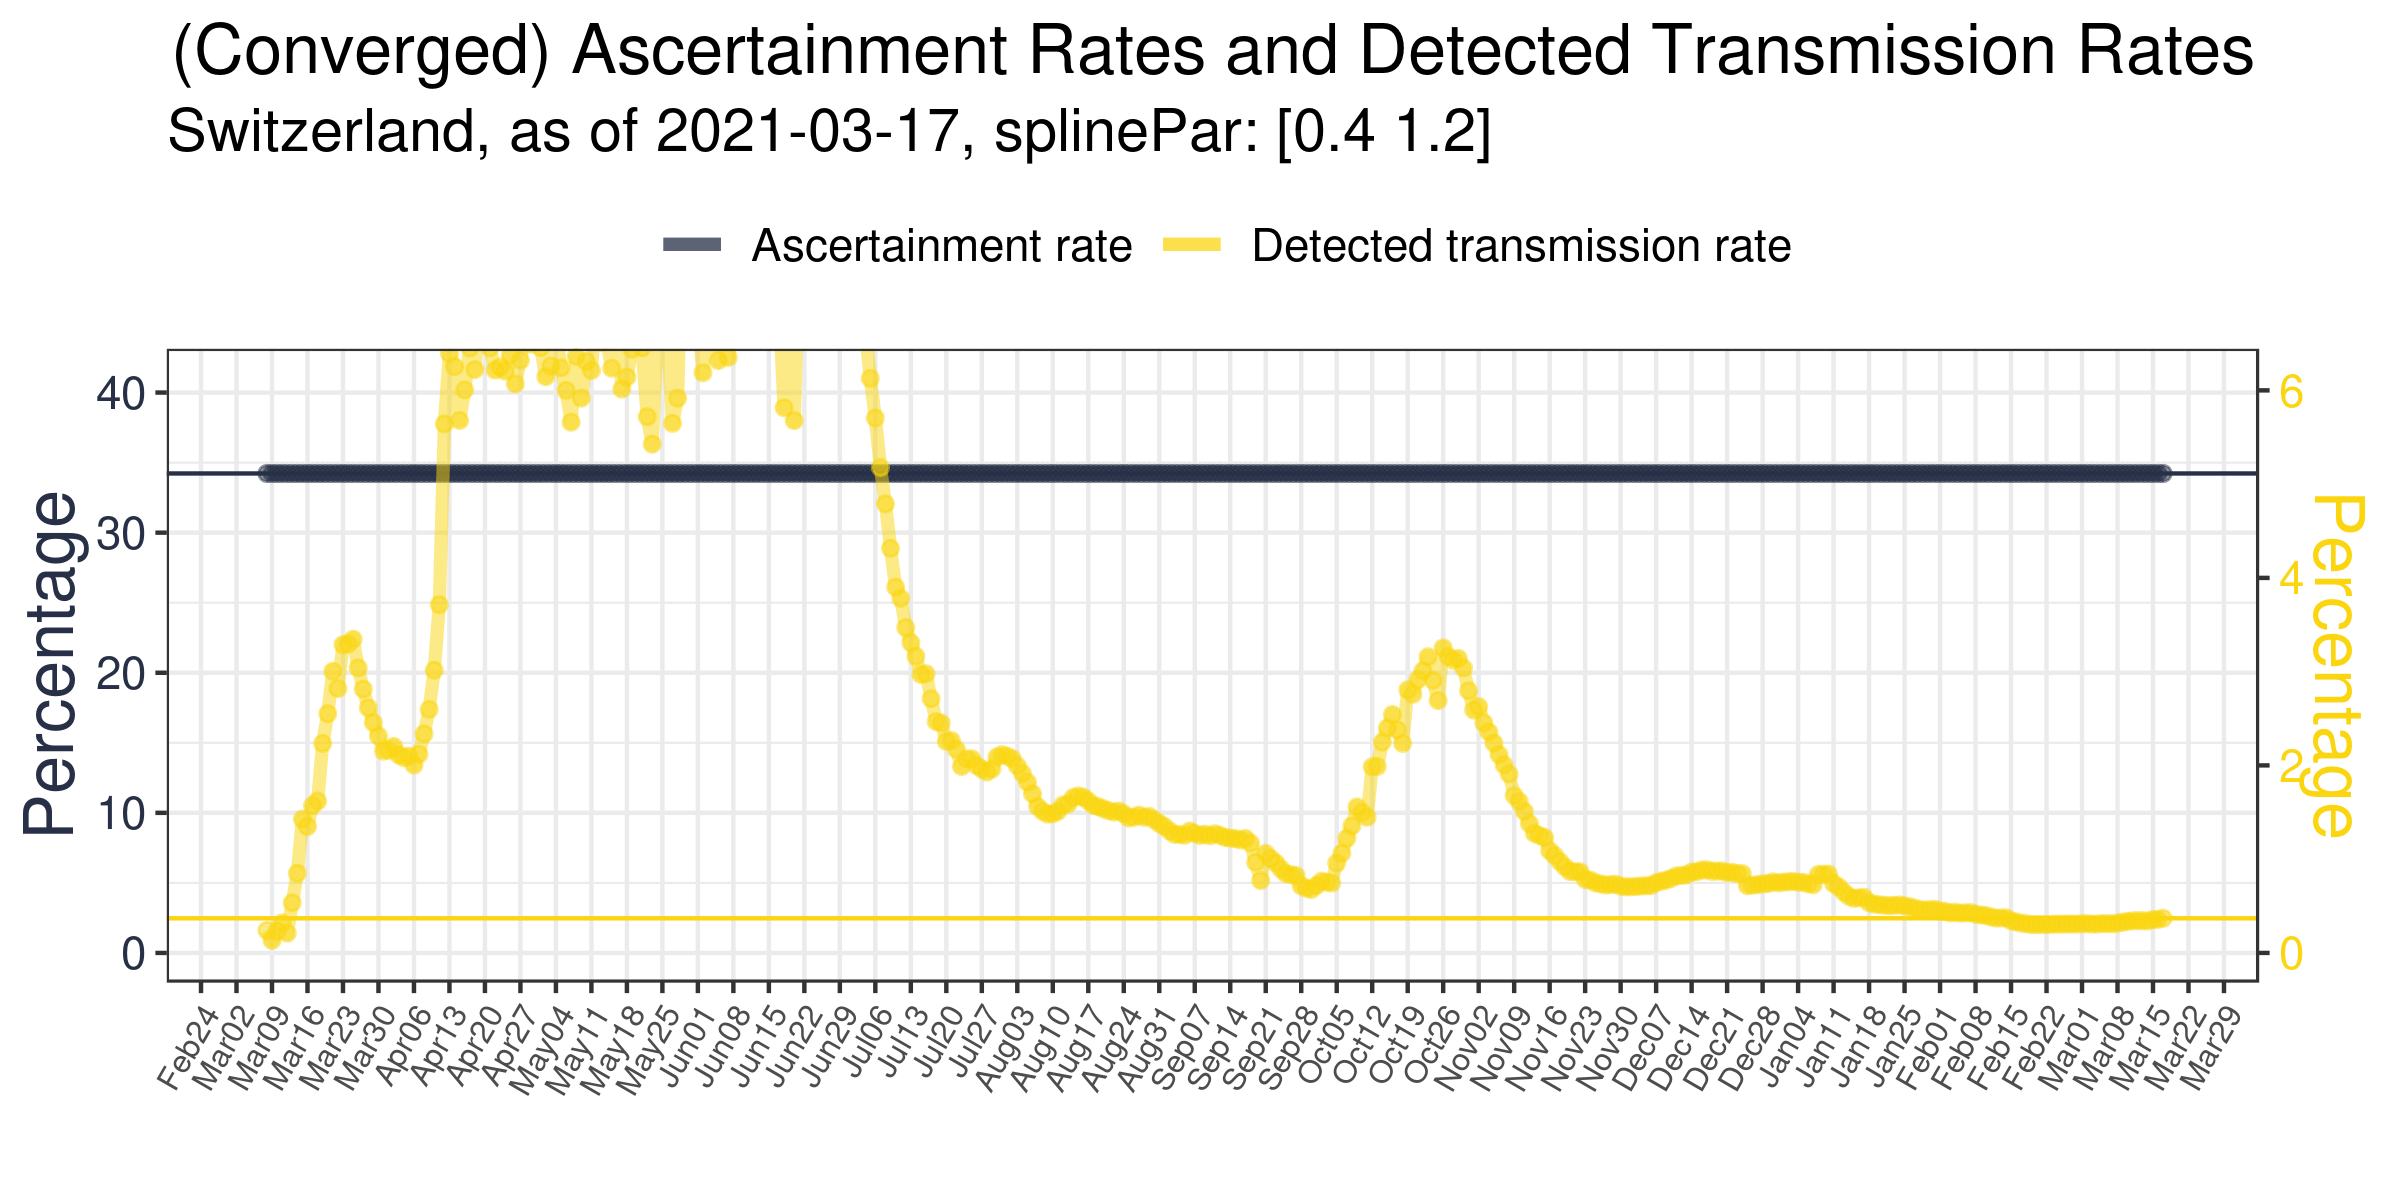 (Converged) Ascertainment Rates and Detected Transmission Rates
Switzerland, as of 2021-03-17, splinePar: [0.4 1.2]
Ascertainment rate
Detected transmission rate
Percentage
40
30
20
10
0
6
4
2
0
Percentage
Feb24
Mar02
Mar09
Mar16
Mar23
Mar30
Apr06
Apr13
Apr20
Apr27
May04
May11
May18
May25
Jun01
Jun08
Jun15
Jun22
Jun29
Jul06
Jul13
Jul20
Jul27
Aug03
Aug10
Aug17
Aug24
Aug31
Sep07
Sep14
Sep21
Sep28
Oct05
Oct12
Oct19
Oct26
Nov02
Nov09
Nov16
Nov23
Nov30
Dec07
Dec14
Dec21
Dec28
Jan04
Jan11
Jan18
Jan25
Feb01
Feb08
Feb15
Feb22
Mar01
Mar08
Mar15
Mar22
Mar29